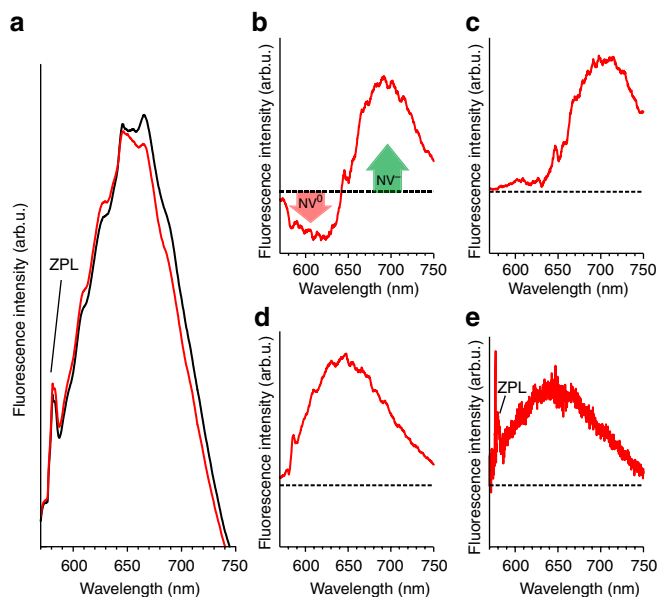 a
Fluorescence intensity (arb.u.)
ZPL
600 650 700 750
Wavelength (nm)
b
Fluorescence intensity (arb.u.)
NV⁰
NV⁻
600 650 700 750
Wavelength (nm)
c
Fluorescence intensity (arb.u.)
600 650 700 750
Wavelength (nm)
d
Fluorescence intensity (arb.u.)
600 650 700 750
Wavelength (nm)
e
Fluorescence intensity (arb.u.)
ZPL
600 650 700 750
Wavelength (nm)